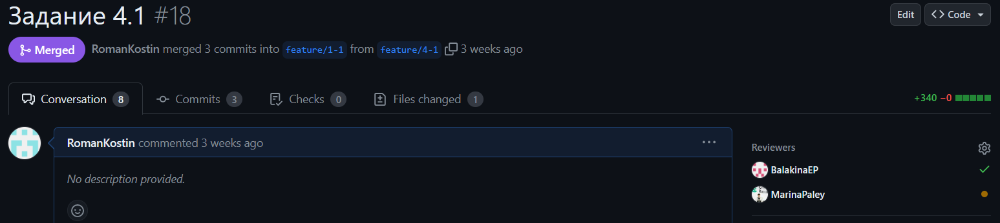 Задание 4.1 #18
Edit
Code
Merged RomanKostin merged 3 commits into feature/1-1 from feature/4-1 3 weeks ago
Conversation 8 Commits 3 Checks 0 Files changed 1
+340 −0
RomanKostin commented 3 weeks ago
No description provided.
Reviewers
BalakinaEP
MarinaPaley